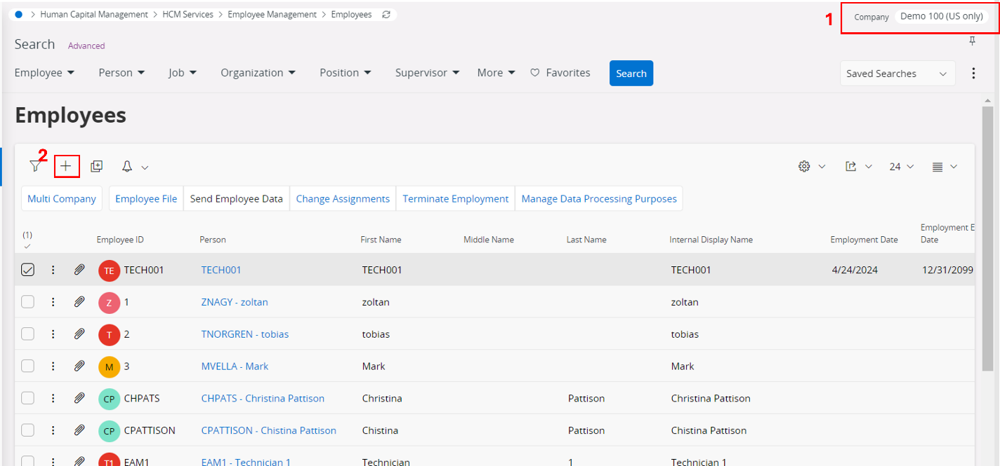 Human Capital Management > HCM Services > Employee Management > Employees
1 Company Demo 100 (US only)
Search Advanced
Employee Person Job Organization Position Supervisor More Favorites Search Saved Searches
Employees
2
24
Multi Company Employee File Send Employee Data Change Assignments Terminate Employment Manage Data Processing Purposes
(1) Employee ID Person First Name Middle Name Last Name Internal Display Name Employment Date Employment E
Date
TE TECH001 TECH001 TECH001 TECH001 4/24/2024 12/31/2099
Z 1 ZNAGY - zoltan zoltan zoltan
T 2 TNORGREN - tobias tobias tobias
M 3 MVELLA - Mark Mark Mark
CP CHPATS CHPATS - Christina Pattison Christina Pattison Christina Pattison
CP CPATTISON CPATTISON - Chistina Pattison Chistina Pattison Chistina Pattison
T1 EAM1 EAM1 - Technician 1 Technician 1 Technician 1